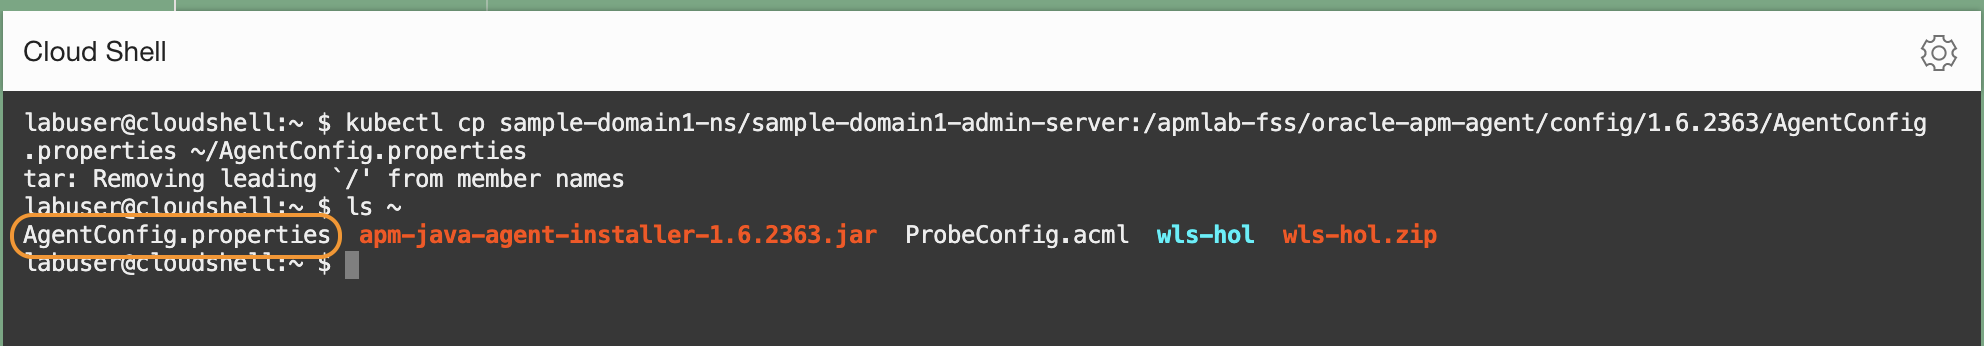 Cloud Shell
labuser@cloudshell:~ $ kubectl cp sample-domain1-ns/sample-domain1-admin-server:/apmlab-fss/oracle-apm-agent/config/1.6.2363/AgentConfig
.properties ~/AgentConfig.properties
tar: Removing leading `/' from member names
labuser@cloudshell:~ $ ls ~
AgentConfig.properties  apm-java-agent-installer-1.6.2363.jar  ProbeConfig.acml  wls-hol  wls-hol.zip
labuser@cloudshell:~ $